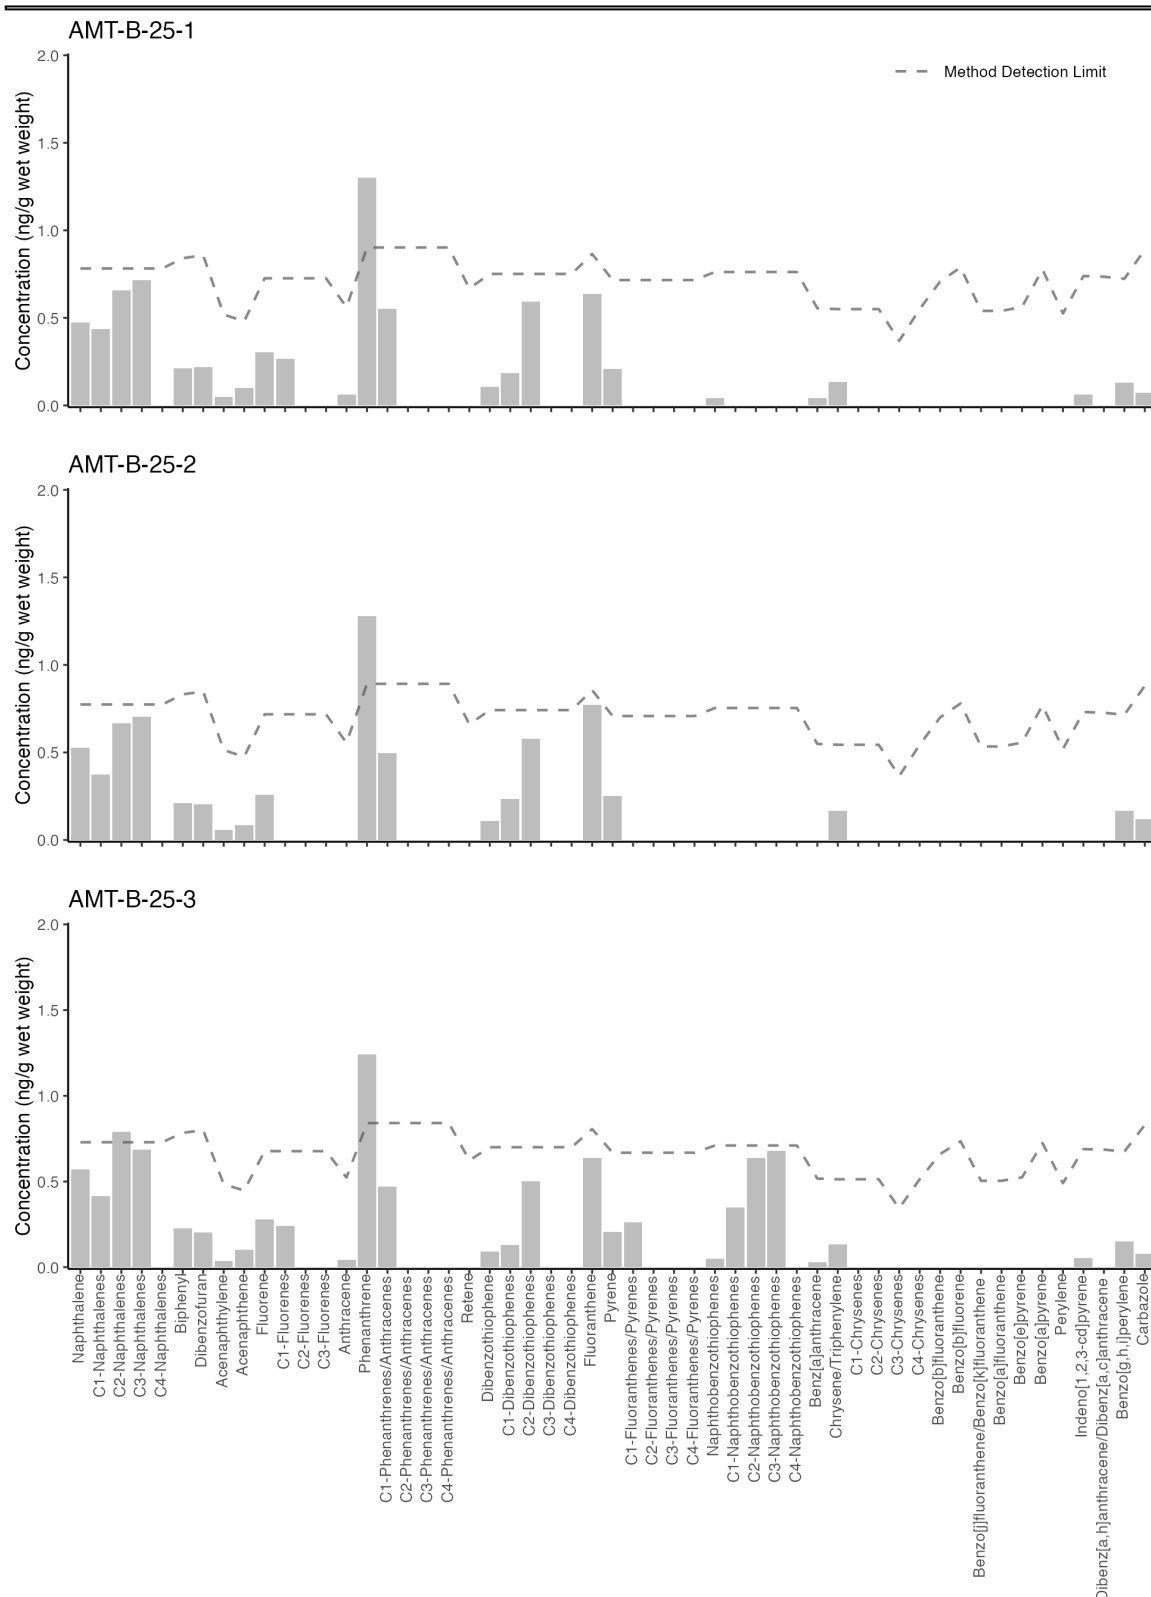 AMT-B-25-1
Method Detection Limit
Concentration (ng/g wet weight)
2.0
1.5
1.0
0.5
0.0
AMT-B-25-2
Concentration (ng/g wet weight)
2.0
1.5
1.0
0.5
0.0
AMT-B-25-3
Concentration (ng/g wet weight)
2.0
1.5
1.0
0.5
0.0
Naphthalene
C1-Naphthalenes
C2-Naphthalenes
C3-Naphthalenes
C4-Naphthalenes
Biphenyl
Dibenzofuran
Acenaphthylene
Acenaphthene
Fluorene
C1-Fluorenes
C2-Fluorenes
C3-Fluorenes
Anthracene
Phenanthrene
C1-Phenanthrenes/Anthracenes
C2-Phenanthrenes/Anthracenes
C3-Phenanthrenes/Anthracenes
C4-Phenanthrenes/Anthracenes
Retene
Dibenzothiophene
C1-Dibenzothiophenes
C2-Dibenzothiophenes
C3-Dibenzothiophenes
C4-Dibenzothiophenes
Fluoranthene
Pyrene
C1-Fluoranthenes/Pyrenes
C2-Fluoranthenes/Pyrenes
C3-Fluoranthenes/Pyrenes
C4-Fluoranthenes/Pyrenes
Naphthobenzothiophenes
C1-Naphthobenzothiophenes
C2-Naphthobenzothiophenes
C3-Naphthobenzothiophenes
C4-Naphthobenzothiophenes
Benz[a]anthracene
Chrysene/Triphenylene
C1-Chrysenes
C2-Chrysenes
C3-Chrysenes
C4-Chrysenes
Benzo[b]fluoranthene
Benzo[b]fluorene
Benzo[j]fluoranthene/Benzo[k]fluoranthene
Benzo[a]fluoranthene
Benzo[e]pyrene
Benzo[a]pyrene
Perylene
Indeno[1,2,3-cd]pyrene
Dibenz[a,h]anthracene/Dibenz[a,c]anthracene
Benzo[g,h,i]perylene
Carbazole